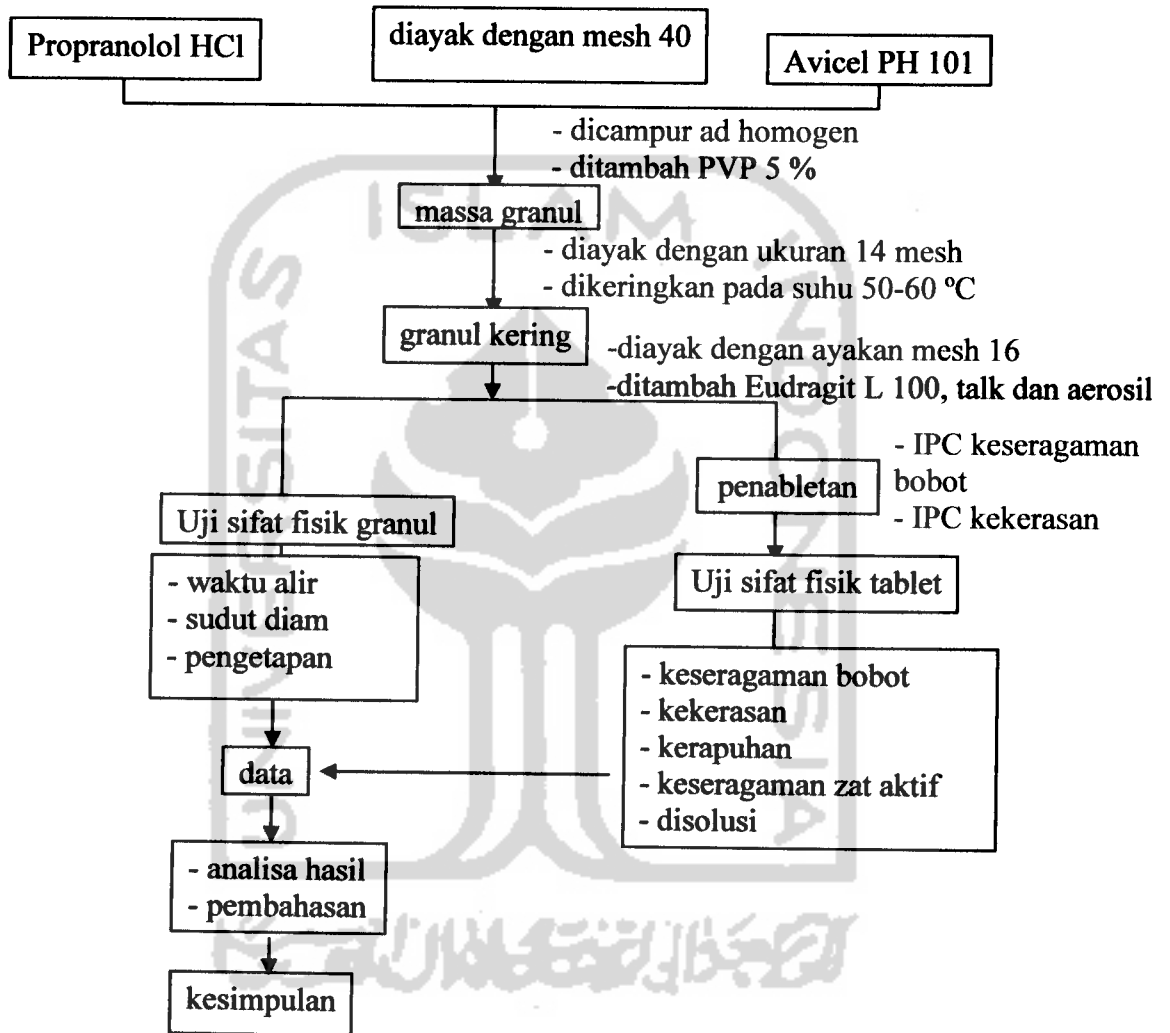 Propranolol HCl
diayak dengan mesh 40
Avicel PH 101
- dicampur ad homogen
- ditambah PVP 5 %
massa granul
- diayak dengan ukuran 14 mesh
- dikeringkan pada suhu 50-60 ºC
granul kering
-diayak dengan ayakan mesh 16
-ditambah Eudragit L 100, talk dan aerosil
- IPC keseragaman
bobot
- IPC kekerasan
penabletan
Uji sifat fisik granul
- waktu alir
- sudut diam
- pengetapan
Uji sifat fisik tablet
- keseragaman bobot
- kekerasan
- kerapuhan
- keseragaman zat aktif
- disolusi
data
- analisa hasil
- pembahasan
kesimpulan
UNIVERSITAS
ISLAM
INDONESIA